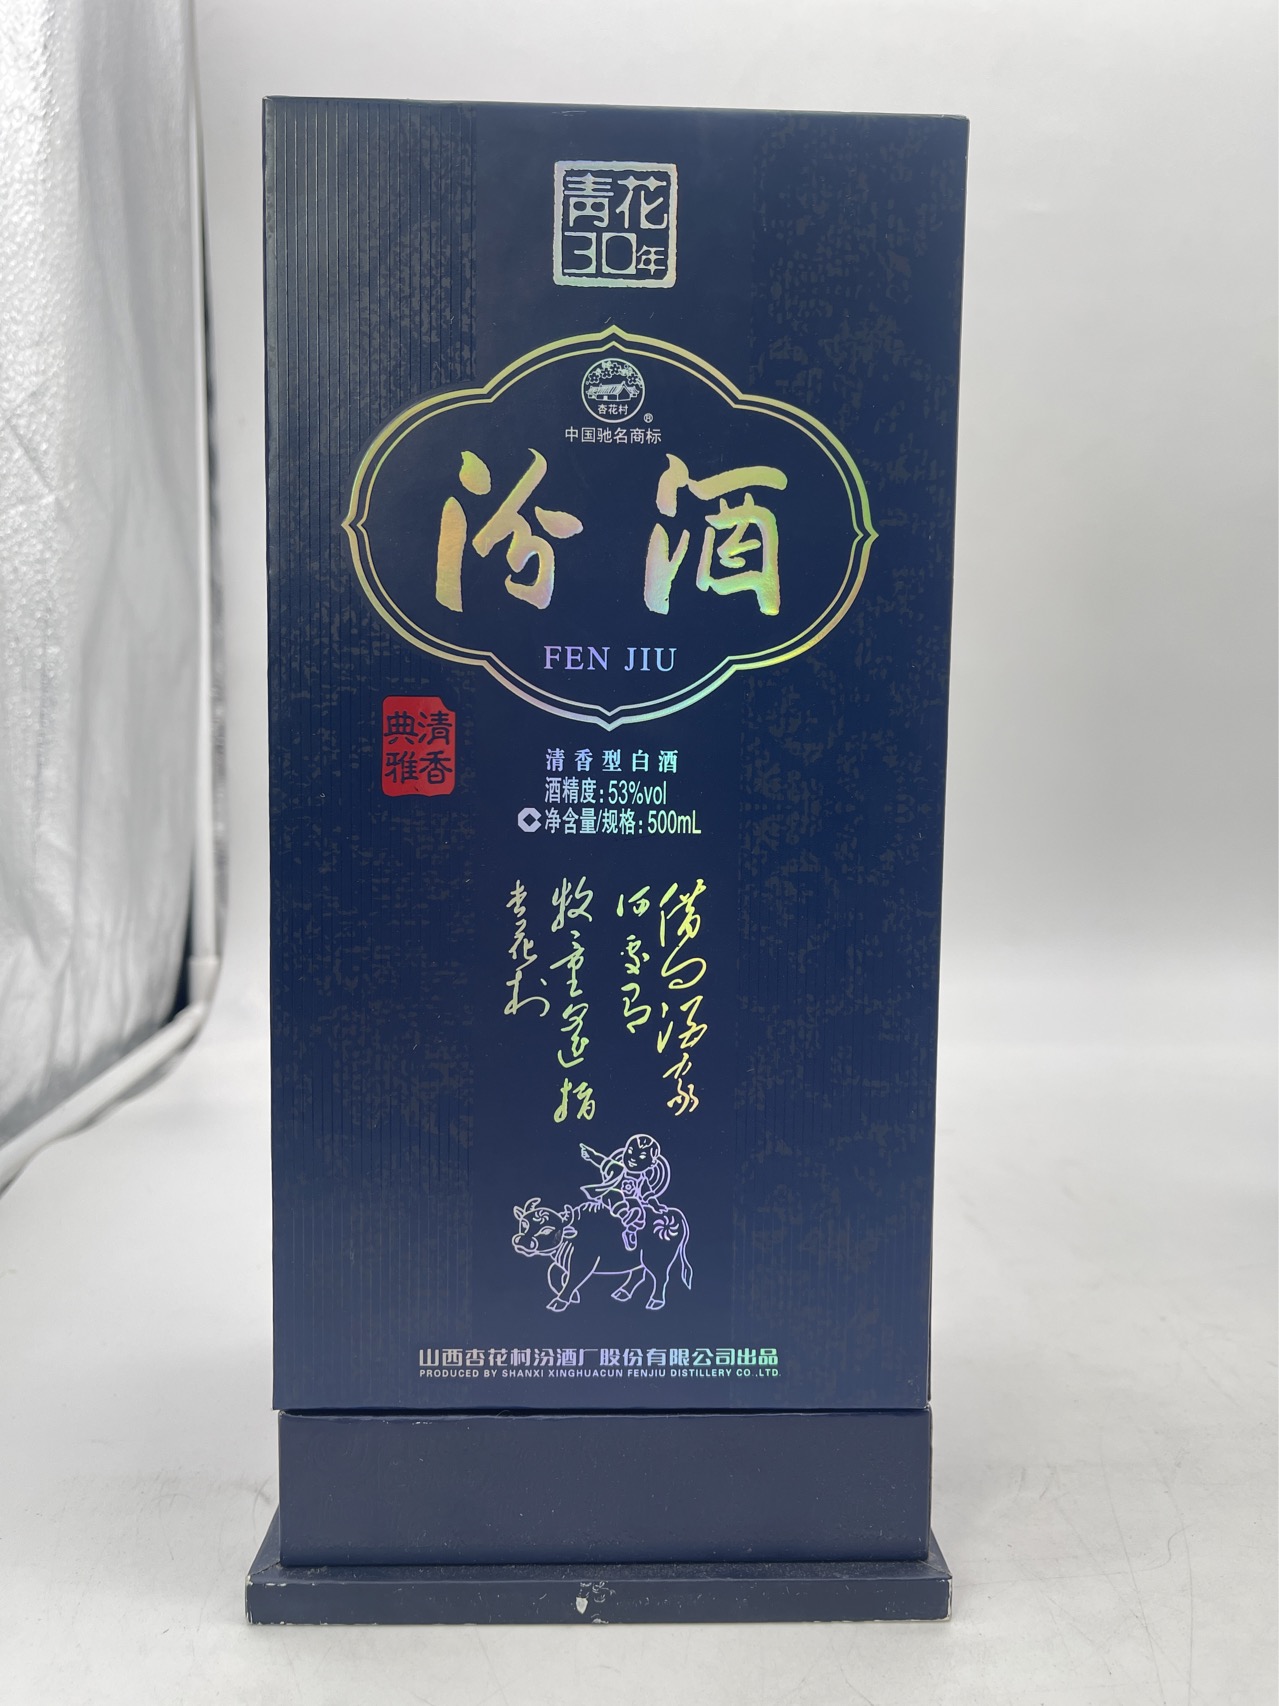 青花
30年
杏花村
®
中国驰名商标
汾酒
FEN JIU
清香
典雅
清香型白酒
酒精度:53%vol
净含量/规格:500mL
借问酒家
何处有
牧童遥指
杏花村
山西杏花村汾酒厂股份有限公司出品
PRODUCED BY SHANXI XINGHUACUN FENJIU DISTILLERY CO.,LTD.